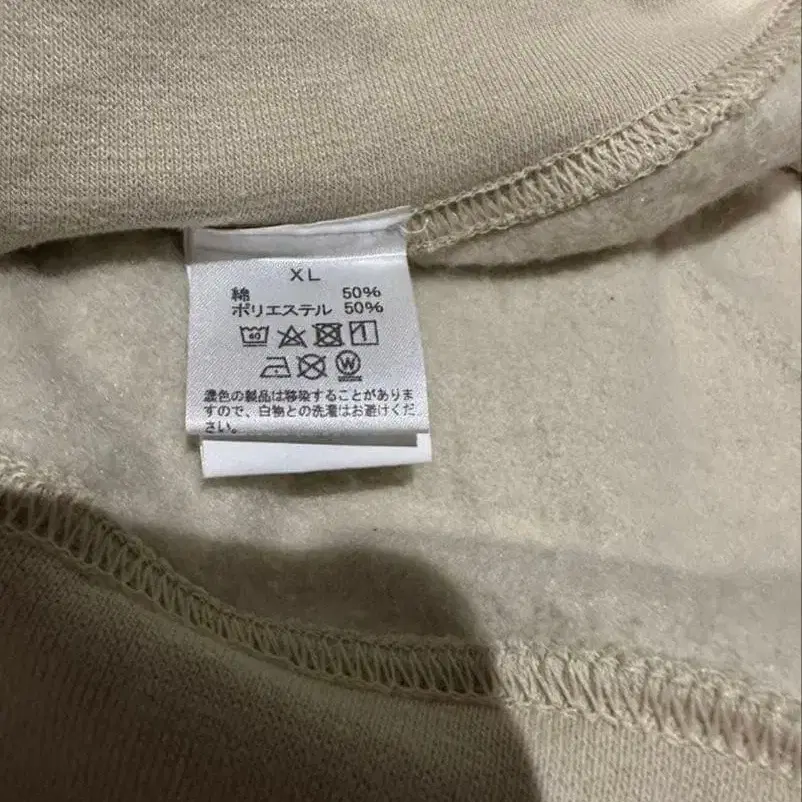 XL
綿 50%
ポリエステル 50%
40
W
濃色の製品は移染することがありま
すので、白物との洗濯はお避けくだ
さい。